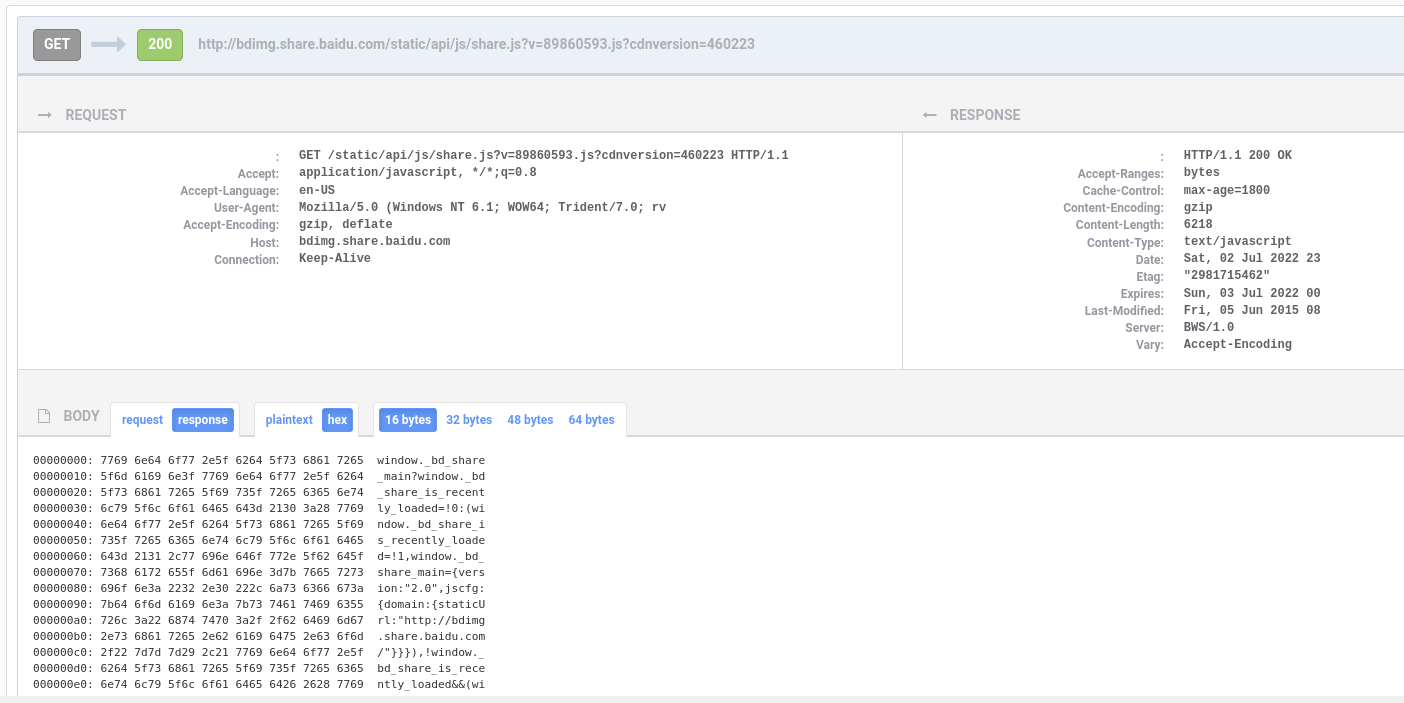 GET 200 http://bdimg.share.baidu.com/static/api/js/share.js?v=89860593.js?cdnversion=460223
→ REQUEST
: GET /static/api/js/share.js?v=89860593.js?cdnversion=460223 HTTP/1.1
Accept: application/javascript, */*;q=0.8
Accept-Language: en-US
User-Agent: Mozilla/5.0 (Windows NT 6.1; WOW64; Trident/7.0; rv
Accept-Encoding: gzip, deflate
Host: bdimg.share.baidu.com
Connection: Keep-Alive
← RESPONSE
: HTTP/1.1 200 OK
Accept-Ranges: bytes
Cache-Control: max-age=1800
Content-Encoding: gzip
Content-Length: 6218
Content-Type: text/javascript
Date: Sat, 02 Jul 2022 23
Etag: "2981715462"
Expires: Sun, 03 Jul 2022 00
Last-Modified: Fri, 05 Jun 2015 08
Server: BWS/1.0
Vary: Accept-Encoding
BODY request response plaintext hex 16 bytes 32 bytes 48 bytes 64 bytes
00000000: 7769 6e64 6f77 2e5f 6264 5f73 6861 7265 window._bd_share
00000010: 5f6d 6169 6e3f 7769 6e64 6f77 2e5f 6264 _main?window._bd
00000020: 5f73 6861 7265 5f69 735f 7265 6365 6e74 _share_is_recent
00000030: 6c79 5f6c 6f61 6465 643d 2130 3a28 7769 ly_loaded=!0:(wi
00000040: 6e64 6f77 2e5f 6264 5f73 6861 7265 5f69 ndow._bd_share_i
00000050: 735f 7265 6365 6e74 6c79 5f6c 6f61 6465 s_recently_loade
00000060: 643d 2131 2c77 696e 646f 772e 5f62 645f d=!1,window._bd_
00000070: 7368 6172 655f 6d61 696e 3d7b 7665 7273 share_main={vers
00000080: 696f 6e3a 2232 2e30 222c 6a73 6366 673a ion:"2.0",jscfg:
00000090: 7b64 6f6d 6169 6e3a 7b73 7461 7469 6355 {domain:{staticU
000000a0: 726c 3a22 6874 7470 3a2f 2f62 6469 6d67 rl:"http://bdimg
000000b0: 2e73 6861 7265 2e62 6169 6475 2e63 6f6d .share.baidu.com
000000c0: 2f22 7d7d 7d29 2c21 7769 6e64 6f77 2e5f /"}}}),!window._
000000d0: 6264 5f73 6861 7265 5f69 735f 7265 6365 bd_share_is_rece
000000e0: 6e74 6c79 5f6c 6f61 6465 6426 2628 7769 ntly_loaded&&(wi